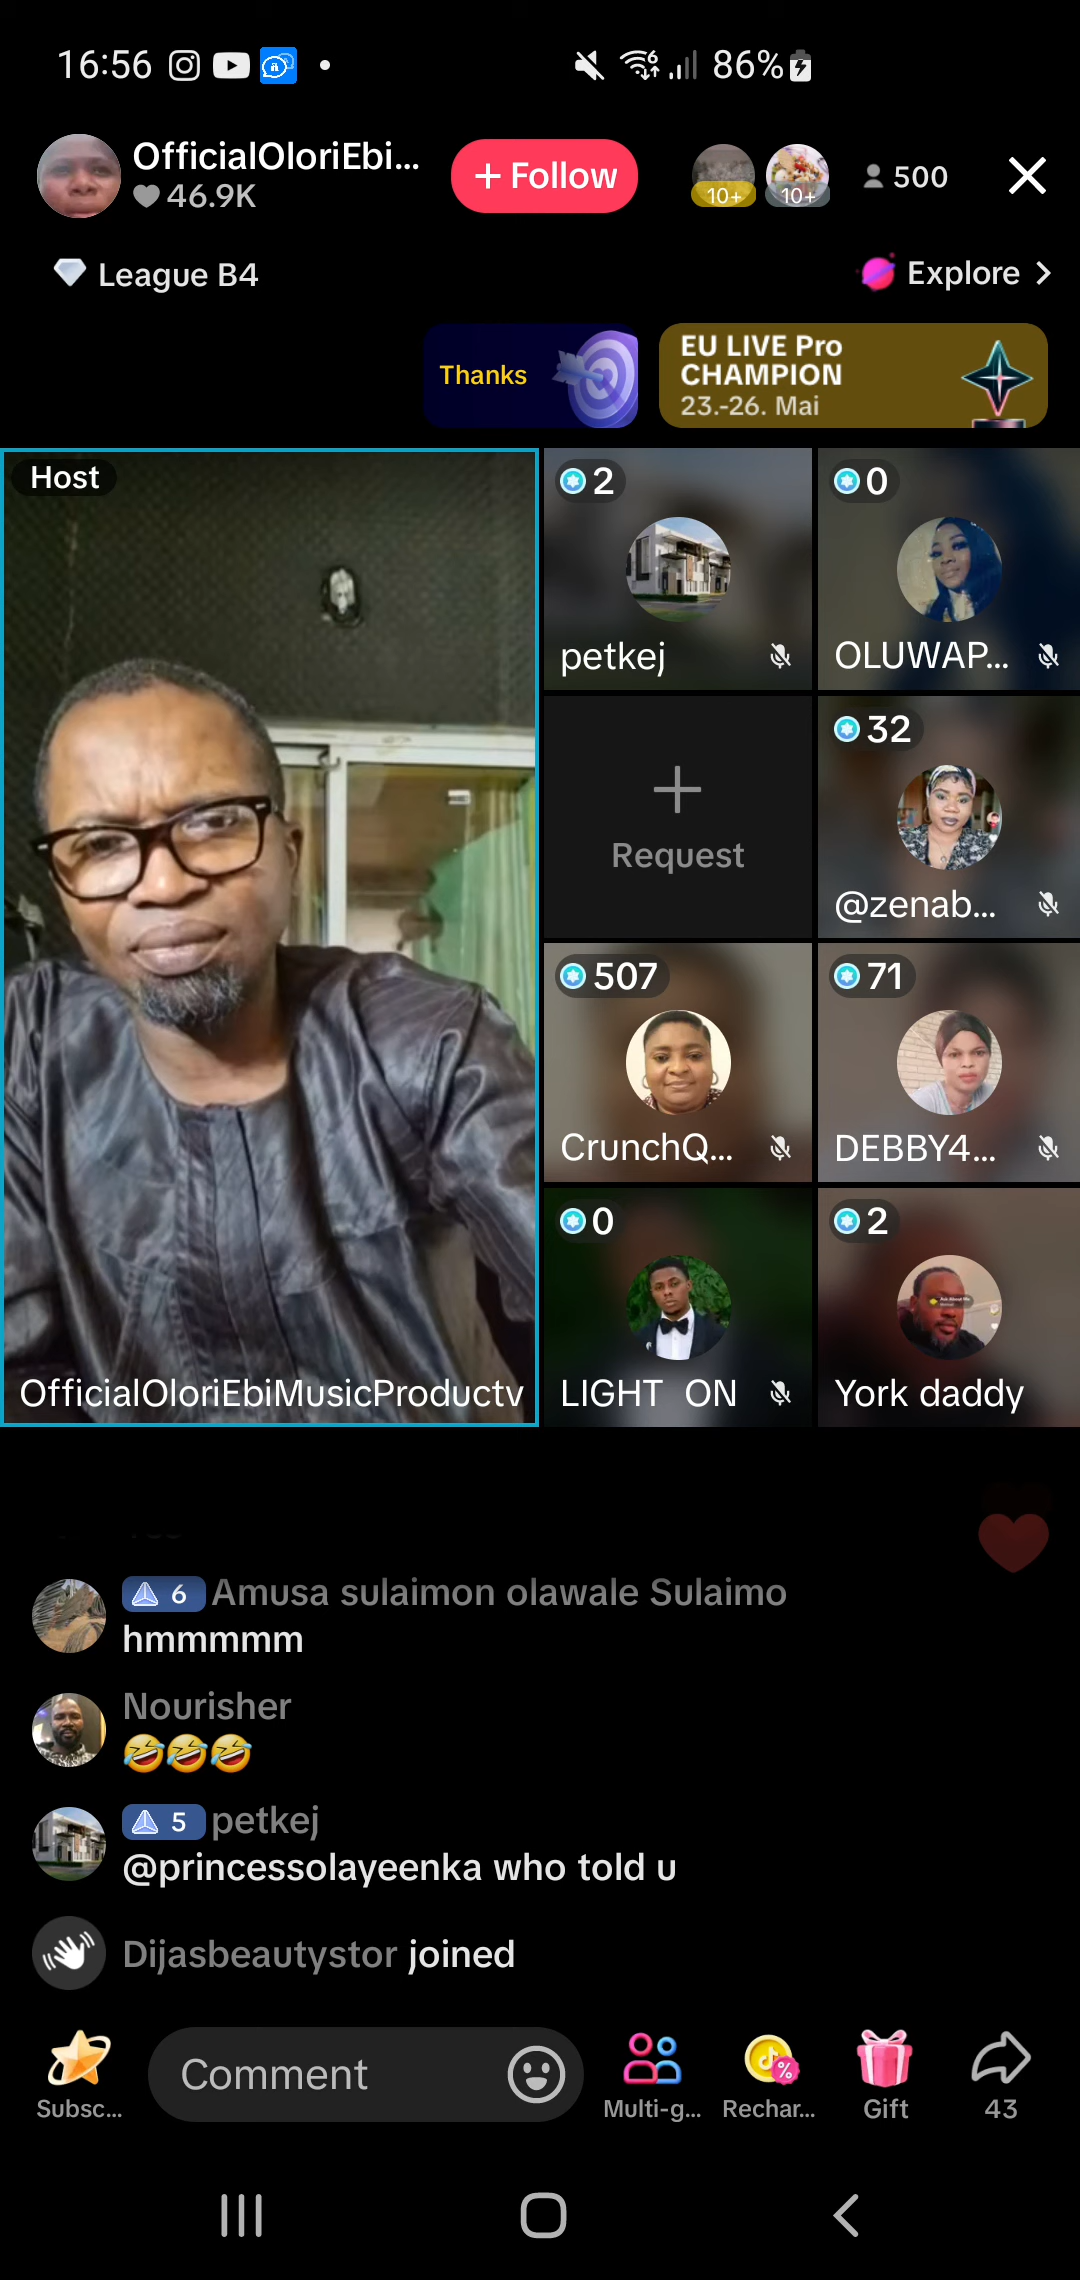 16:56
86%
OfficialOloriEbi...
46.9K
+ Follow
10+
10+
500
League B4
Explore
Thanks
EU LIVE Pro
CHAMPION
23.-26. Mai
Host
OfficialOloriEbiMusicProductv
2
petkej
0
OLUWAP...
Request
32
@zenab...
507
CrunchQ...
71
DEBBY4...
0
LIGHT ON
2
York daddy
6 Amusa sulaimon olawale Sulaimo
hmmmmm
Nourisher
🤣🤣🤣
5 petkej
@princessolayeenka who told u
Dijasbeautystor joined
Subsc...
Comment
Multi-g...
Rechar...
Gift
43